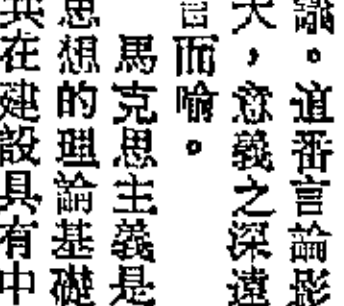 識。這番言論影
大，意義之深遠
言而喻。
馬克思主義是
思想的理論基礎
共在建設具有中